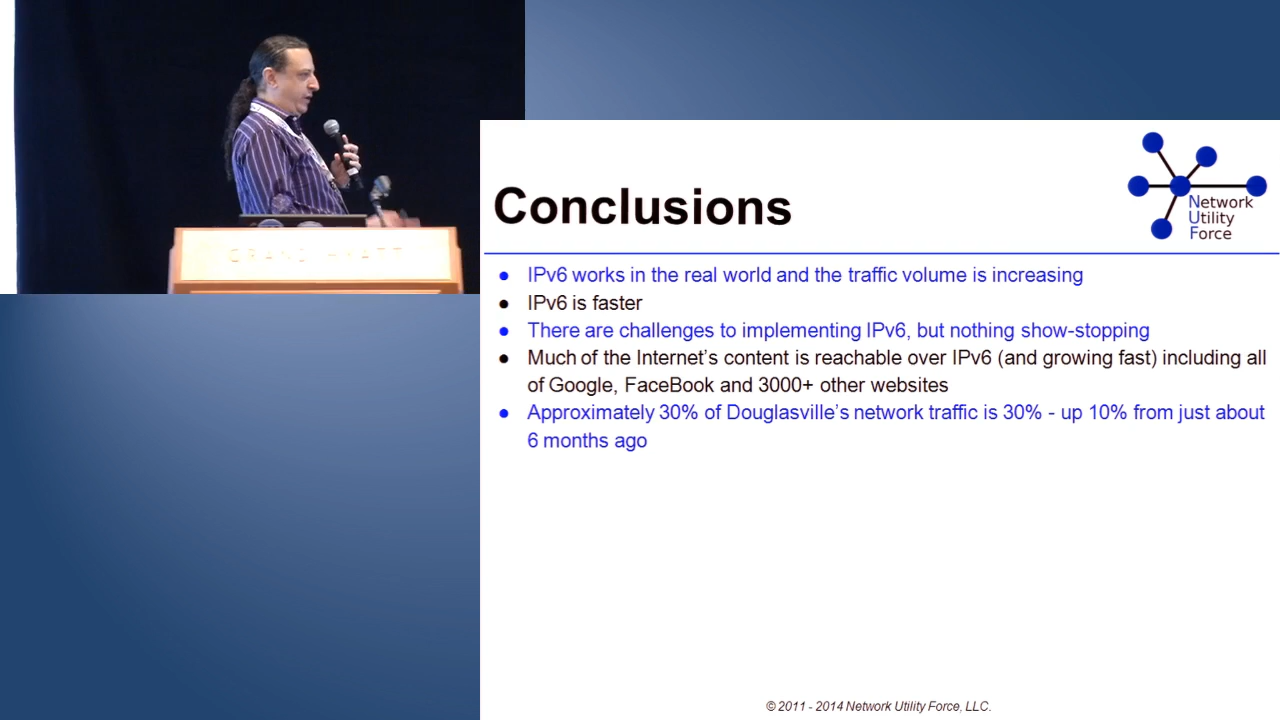 GRAND HYATT
Conclusions
Network
Utility
Force
● IPv6 works in the real world and the traffic volume is increasing
● IPv6 is faster
● There are challenges to implementing IPv6, but nothing show-stopping
● Much of the Internet's content is reachable over IPv6 (and growing fast) including all
of Google, FaceBook and 3000+ other websites
● Approximately 30% of Douglasville's network traffic is 30% - up 10% from just about
6 months ago
© 2011 - 2014 Network Utility Force, LLC.